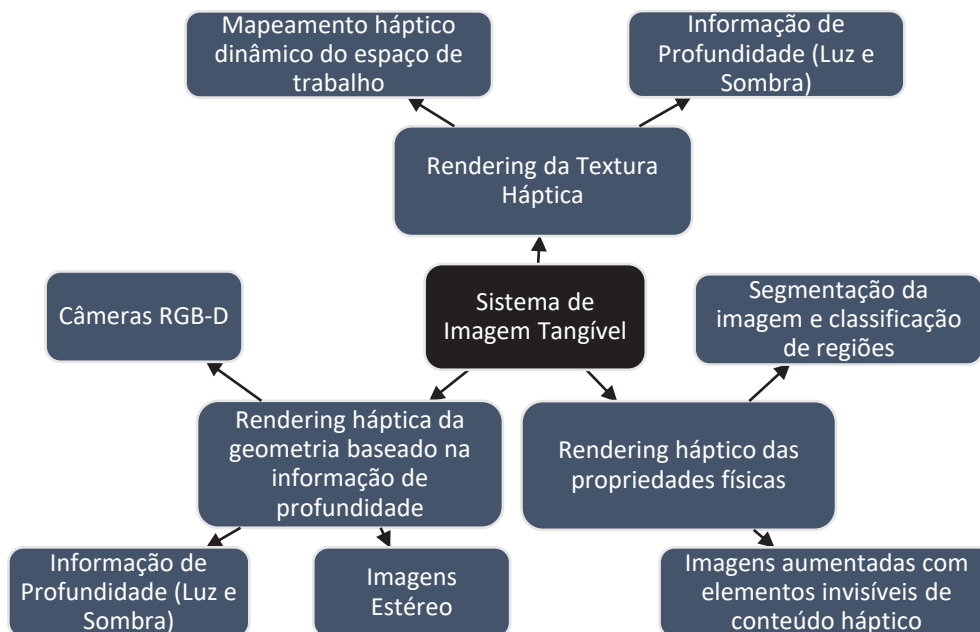 Mapeamento háptico
dinâmico do espaço de
trabalho
Informação de
Profundidade (Luz e
Sombra)
Rendering da Textura
Háptica
Câmeras RGB-D
Sistema de
Imagem Tangível
Segmentação da
imagem e classificação
de regiões
Rendering háptica da
geometria baseado na
informação de
profundidade
Rendering háptico das
propriedades físicas
Informação de
Profundidade (Luz e
Sombra)
Imagens
Estéreo
Imagens aumentadas com
elementos invisíveis de
conteúdo háptico